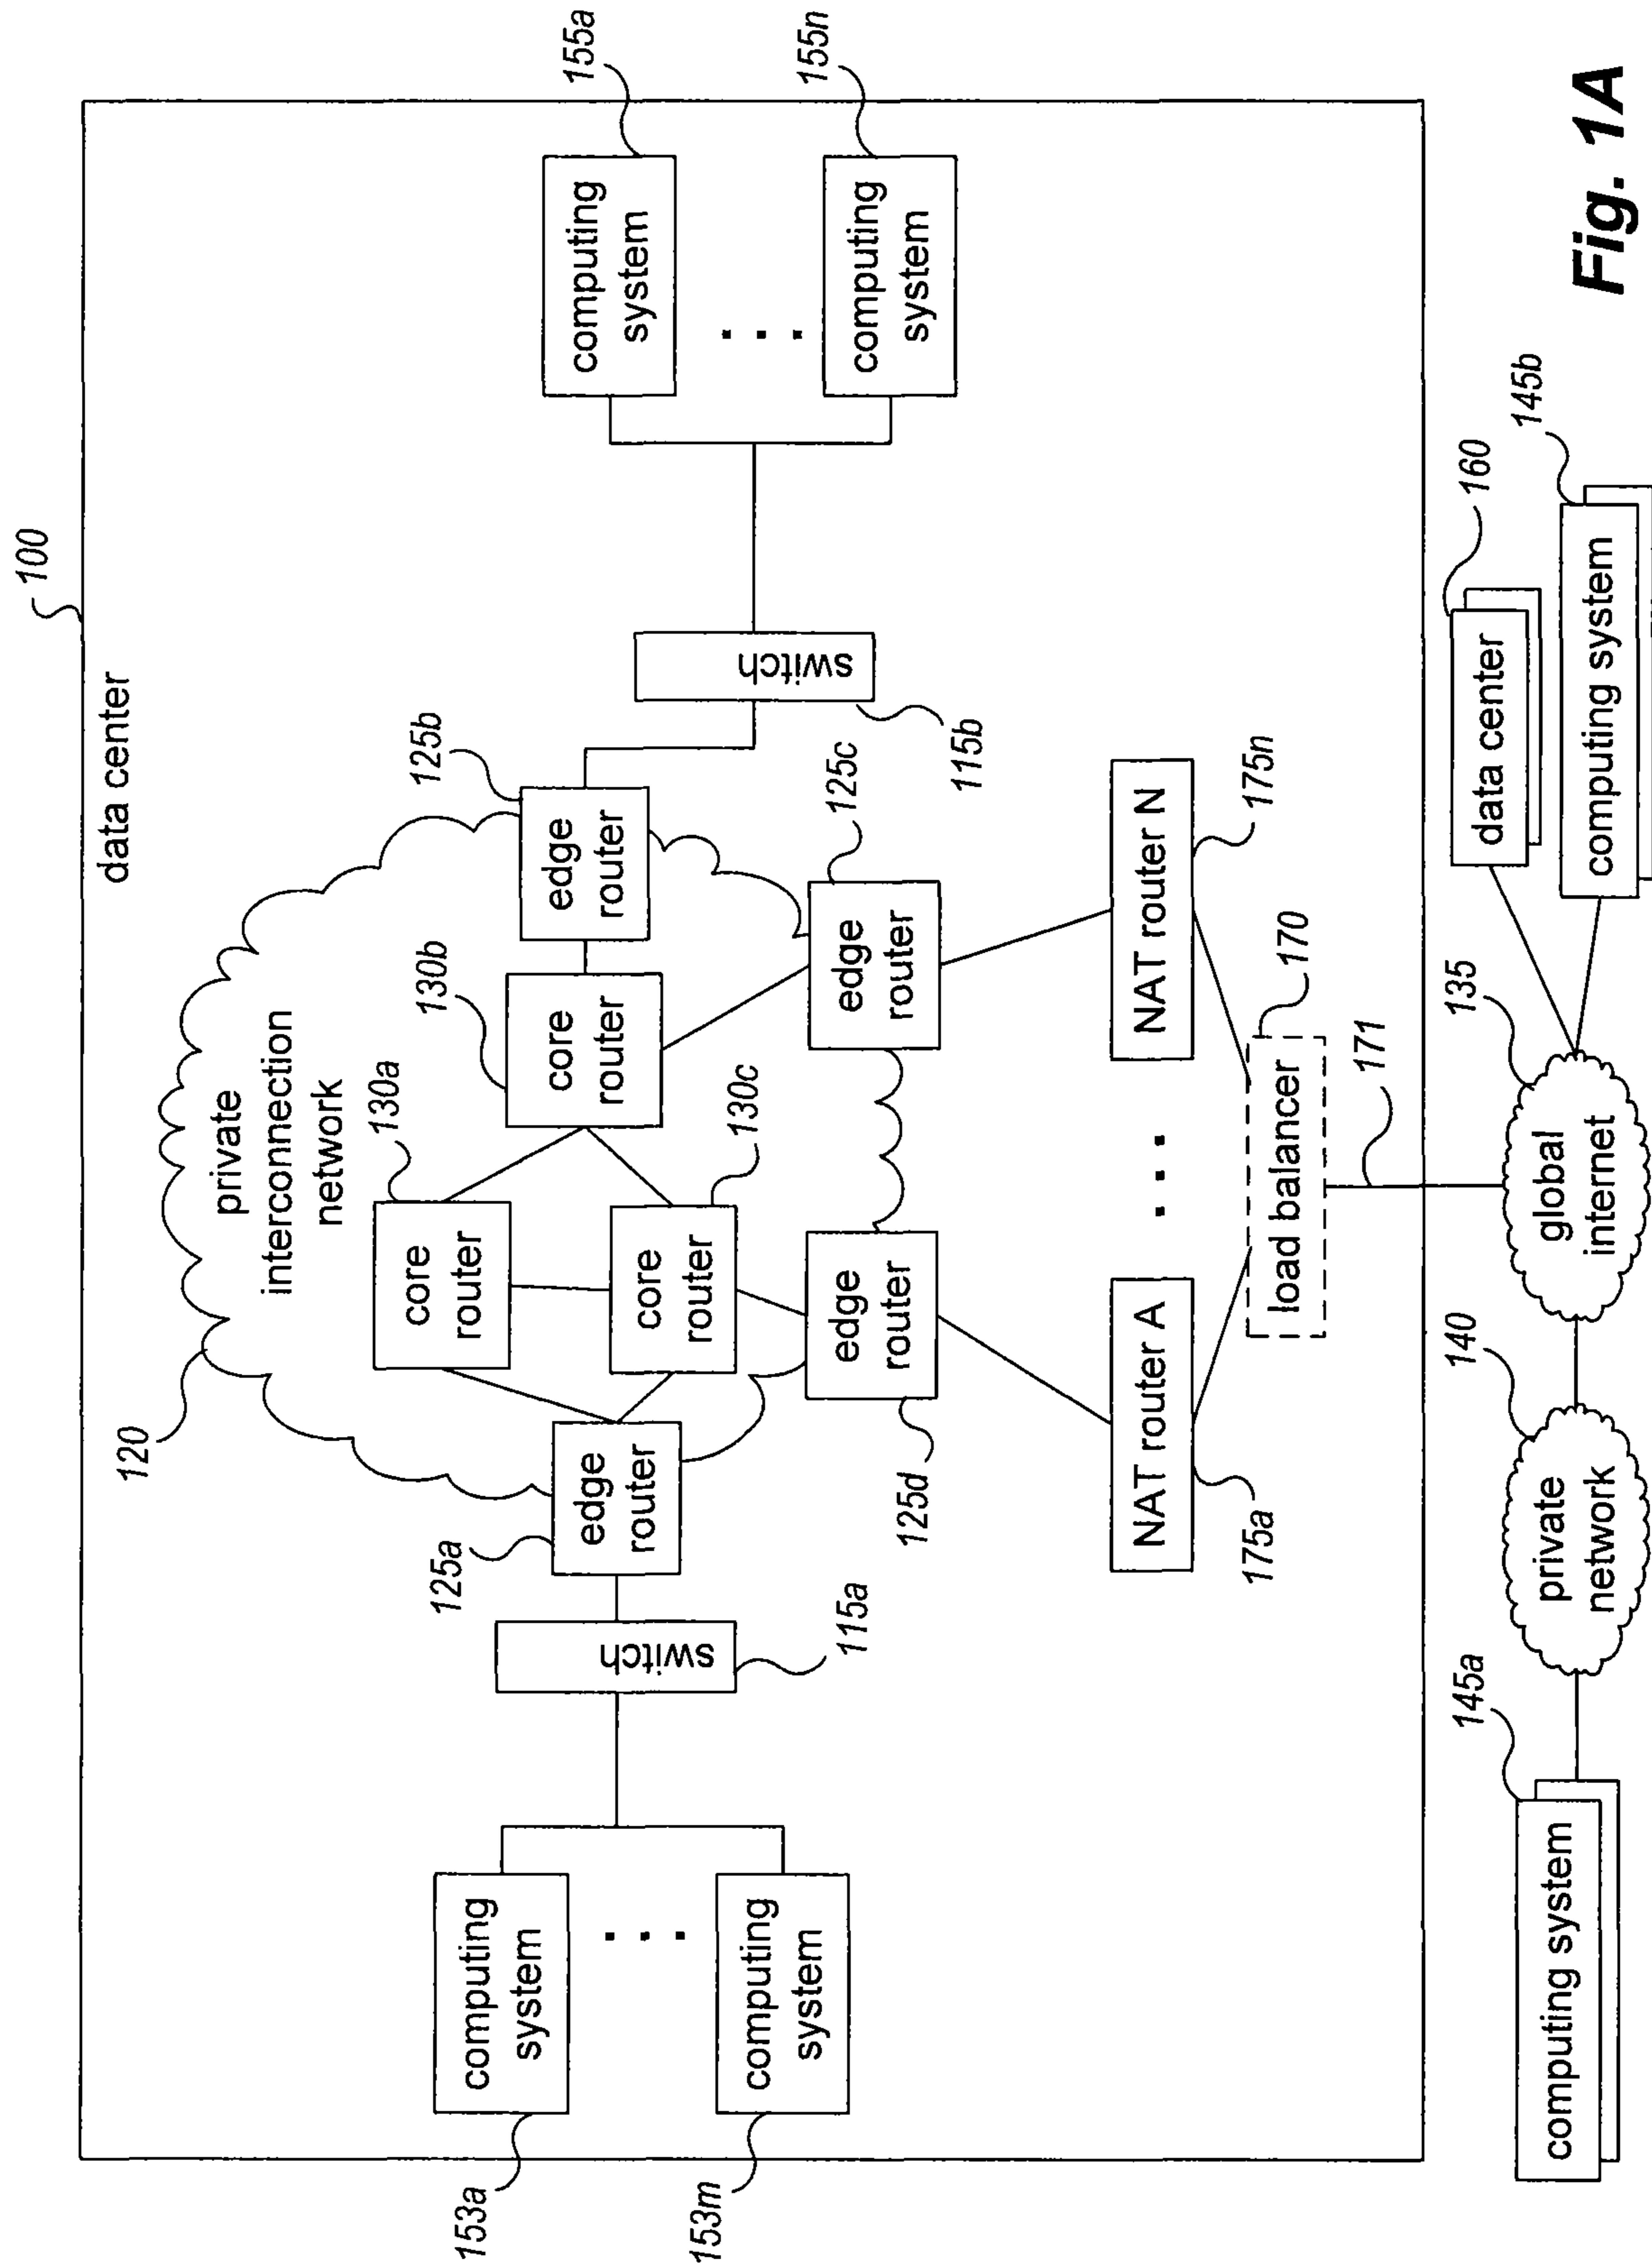 100
data center
120
private
interconnection
network
130a
core
router
130b
core
router
125b
edge
router
130c
core
router
125a
edge
router
125c
edge
router
125d
edge
router
153a
computing
system
. . .
153m
computing
system
switch
115a
switch
115b
155a
computing
system
. . .
155n
computing
system
175a
NAT router A
. . .
NAT router N
175n
load balancer
170
171
145a
computing system
140
private
network
135
global
internet
160
data center
145b
computing system
Fig. 1A